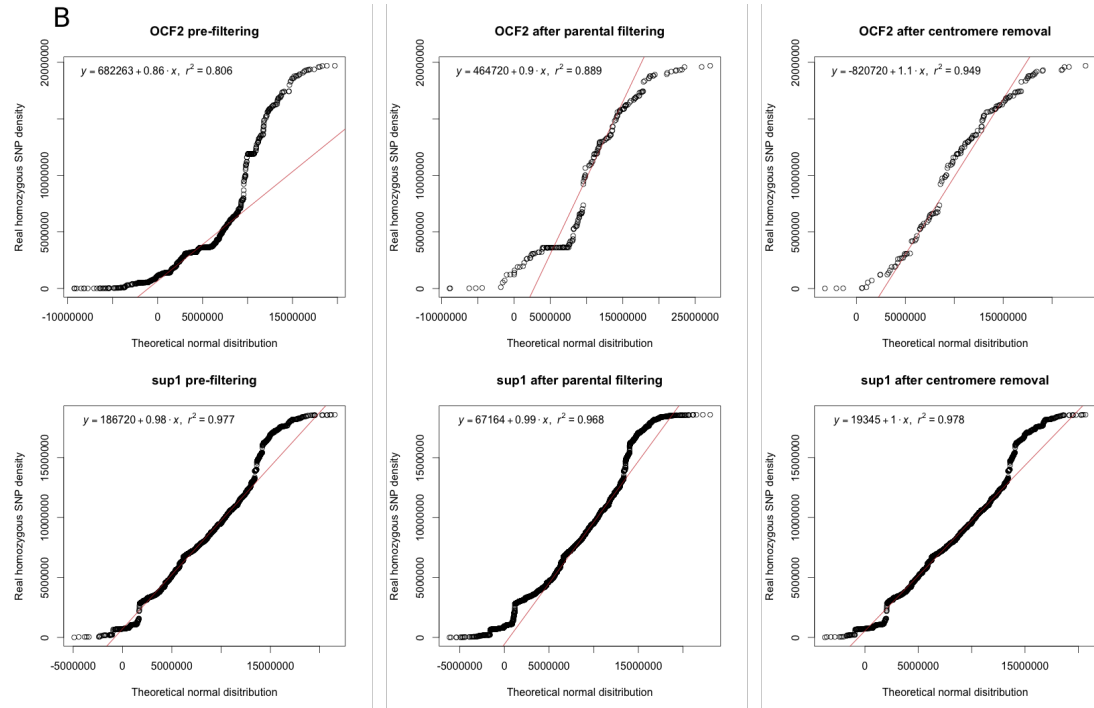 B
OCF2 pre-filtering
y = 682263 + 0.86 · x, r² = 0.806
Real homozygous SNP density
0 5000000 10000000 20000000
-10000000 0 5000000 15000000
Theoretical normal disitribution
OCF2 after parental filtering
y = 464720 + 0.9 · x, r² = 0.889
Real homozygous SNP density
0 5000000 10000000 20000000
-10000000 0 5000000 15000000 25000000
Theoretical normal disitribution
OCF2 after centromere removal
y = -820720 + 1.1 · x, r² = 0.949
Real homozygous SNP density
0 5000000 10000000 20000000
0 5000000 15000000
Theoretical normal disitribution
sup1 pre-filtering
y = 186720 + 0.98 · x, r² = 0.977
Real homozygous SNP density
0 5000000 10000000 15000000
-5000000 0 5000000 15000000
Theoretical normal disitribution
sup1 after parental filtering
y = 67164 + 0.99 · x, r² = 0.968
Real homozygous SNP density
0 5000000 10000000 15000000
-5000000 0 5000000 15000000
Theoretical normal disitribution
sup1 after centromere removal
y = 19345 + 1 · x, r² = 0.978
Real homozygous SNP density
0 5000000 10000000 15000000
0 5000000 15000000
Theoretical normal disitribution